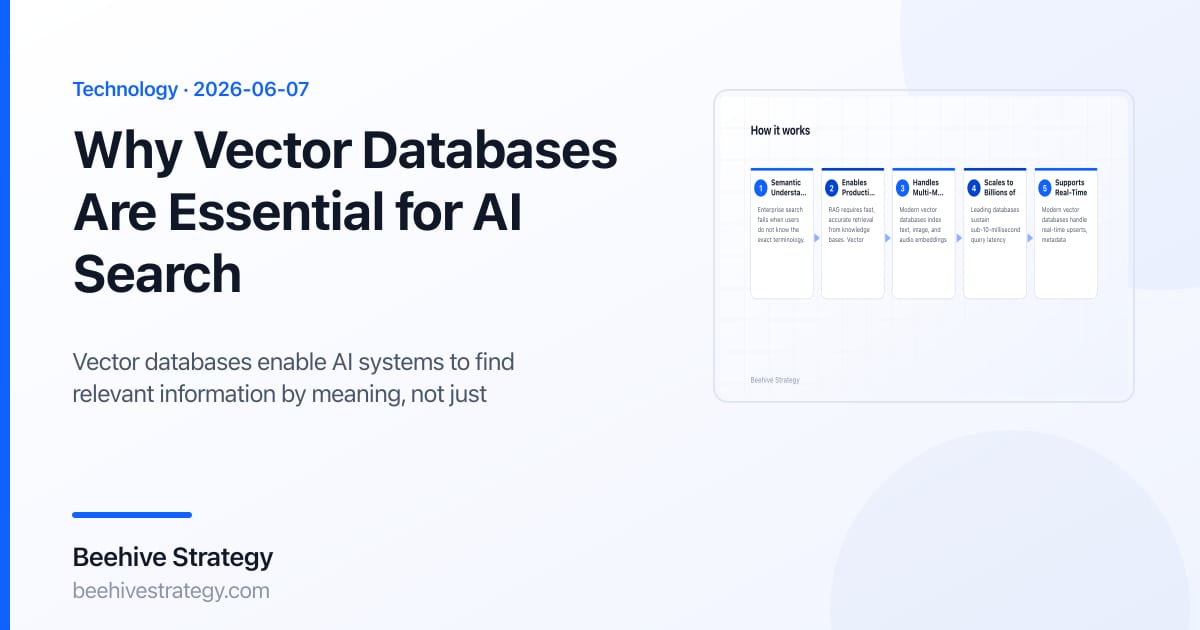 Technology · 2026-06-07
Why Vector Databases
Are Essential for AI
Search
Vector databases enable AI systems to find
relevant information by meaning, not just
Beehive Strategy
beehivestrategy.com
How it works
1
Semantic
Understa...
Enterprise search
fails when users
do not know the
exact terminology.
2
Enables
Producti...
RAG requires fast,
accurate retrieval
from knowledge
bases. Vector
3
Handles
Multi-M...
Modern vector
databases index
text, image, and
audio embeddings
4
Scales to
Billions of
Leading databases
sustain
sub-10-millisecond
query latency
5
Supports
Real-Time
Modern vector
databases handle
real-time upserts,
metadata
Beehive Strategy